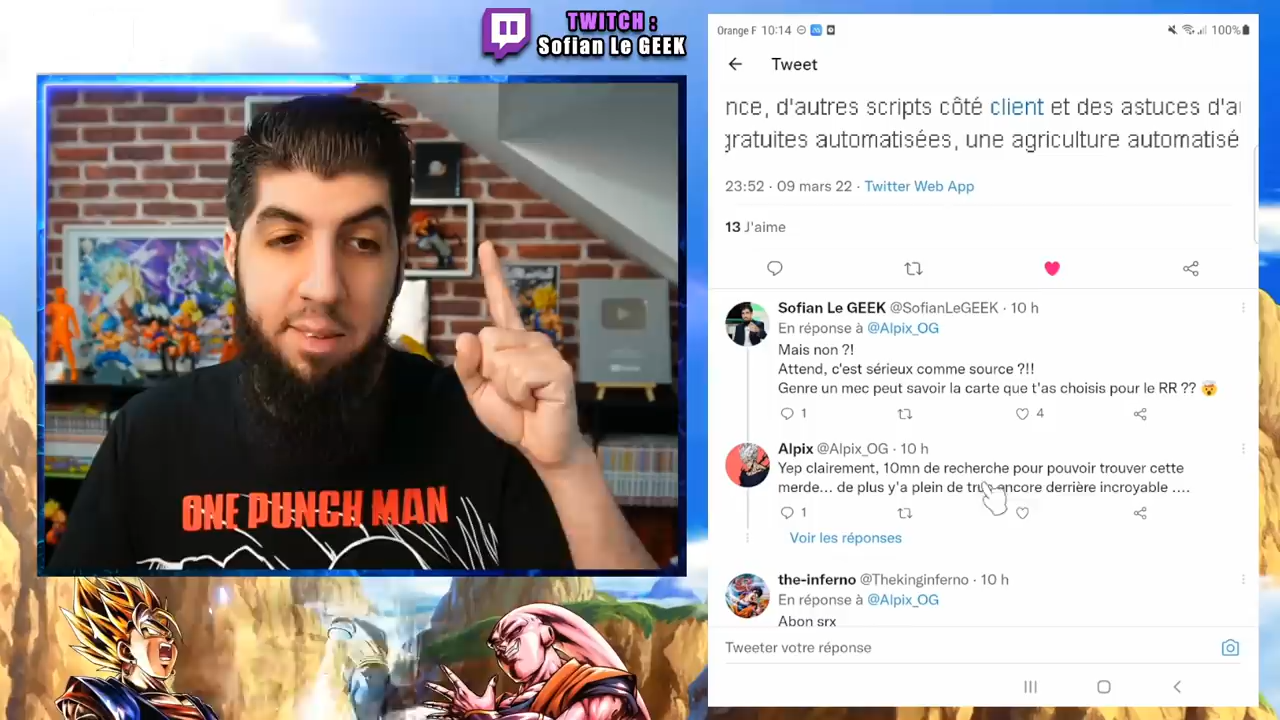 TWITCH :
Sofian Le GEEK
ONE PUNCH MAN
Orange F 10:14
100%
Tweet
nce, d'autres scripts côté client et des astuces d'a
gratuites automatisées, une agriculture automatisé
23:52 · 09 mars 22 · Twitter Web App
13 J'aime
Sofian Le GEEK @SofianLeGEEK · 10 h
En réponse à @Alpix_OG
Mais non ?!
Attend, c'est sérieux comme source ?!!
Genre un mec peut savoir la carte que t'as choisis pour le RR ?? 🤯
1 4
Alpix @Alpix_OG · 10 h
Yep clairement, 10mn de recherche pour pouvoir trouver cette
merde... de plus y'a plein de encore derrière incroyable ....
1
Voir les réponses
the-inferno @Thekinginferno · 10 h
En réponse à @Alpix_OG
Abon srx
Tweeter votre réponse